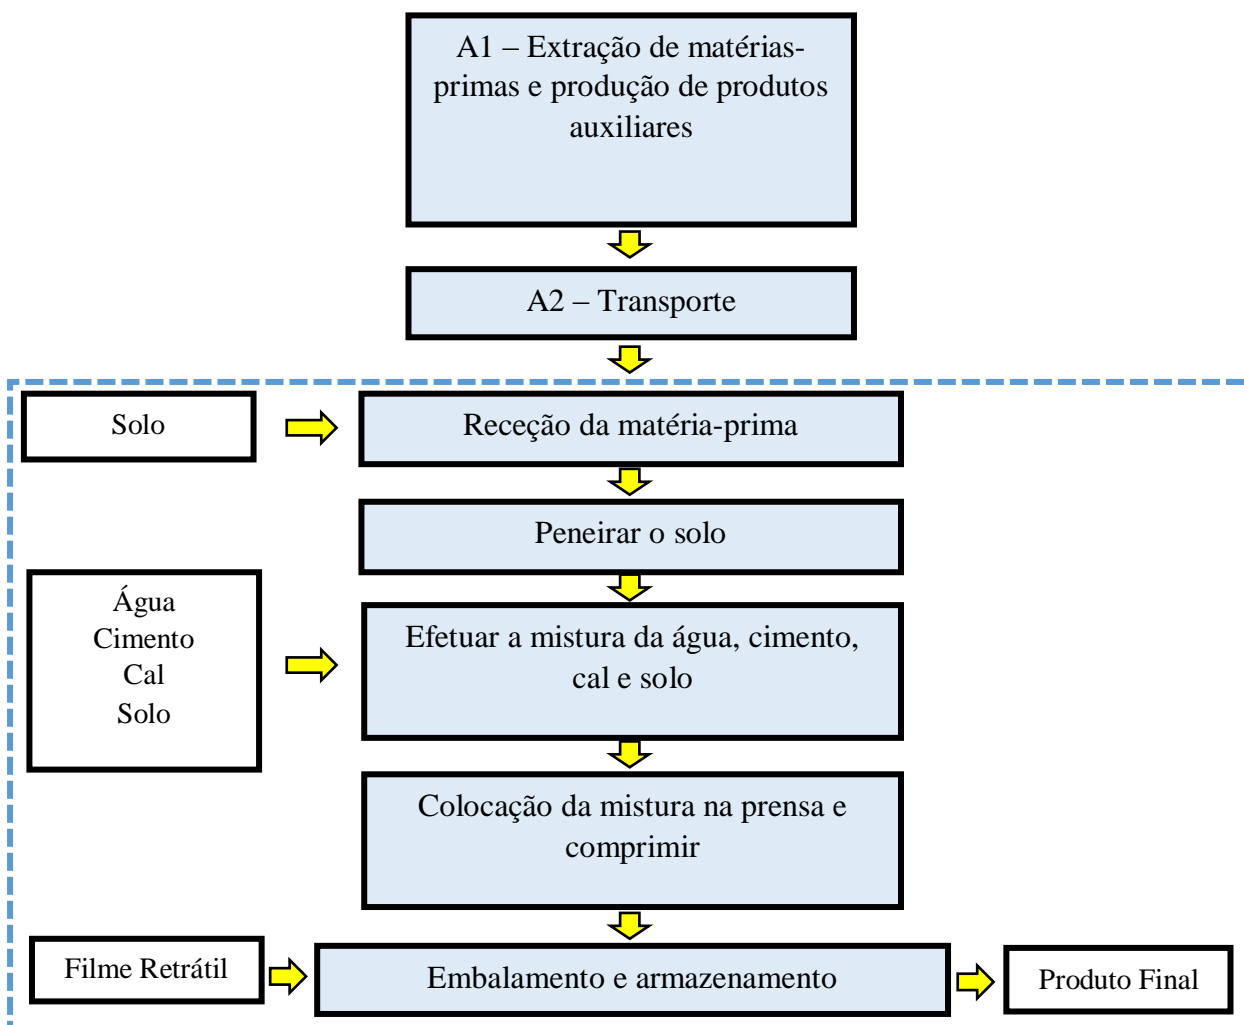 A1 – Extração de matérias-
primas e produção de produtos
auxiliares
A2 – Transporte
Solo
Receção da matéria-prima
Peneirar o solo
Água
Cimento
Cal
Solo
Efetuar a mistura da água, cimento,
cal e solo
Colocação da mistura na prensa e
comprimir
Filme Retrátil
Embalamento e armazenamento
Produto Final